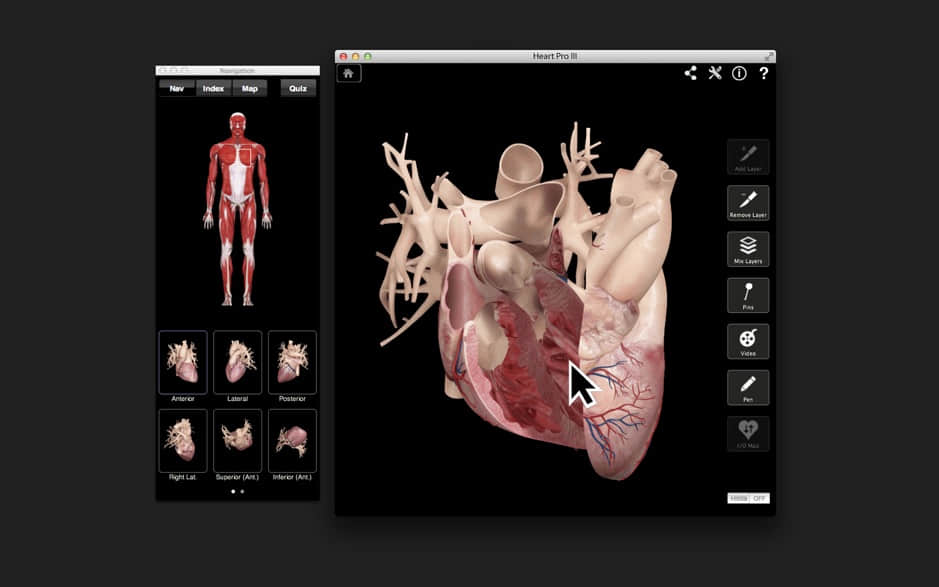 Heart Pro III
Navigation
Nav
Index
Map
Quiz
Anterior
Lateral
Posterior
Right Lat.
Superior (Ant.)
Inferior (Ant.)
Add Layer
Remove Layer
Mix Layers
Pins
Video
Pen
OFF